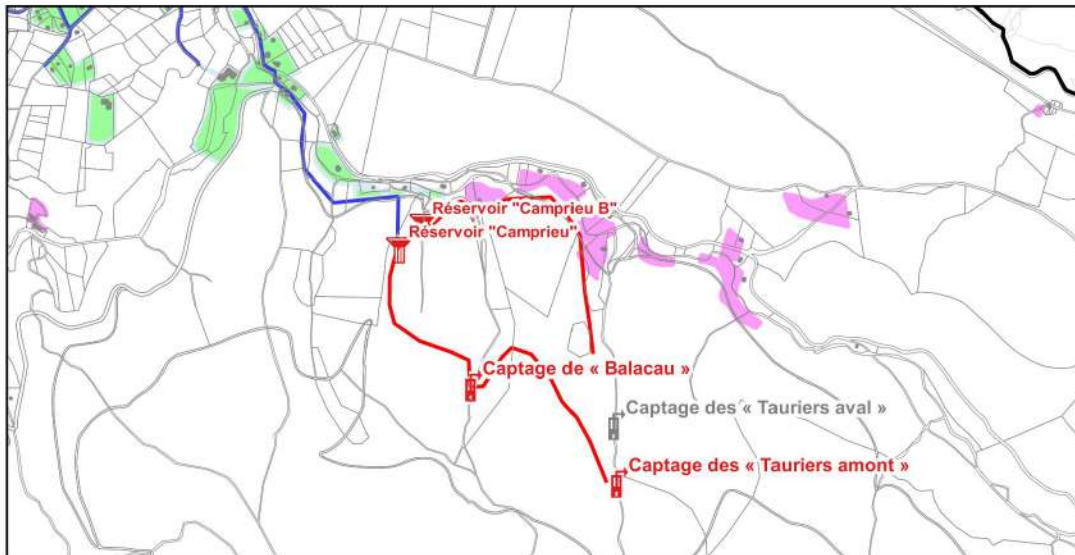 Réservoir "Camprieu B"
Réservoir "Camprieu"
Captage de « Balacau »
Captage des « Tauriers aval »
Captage des « Tauriers amont »